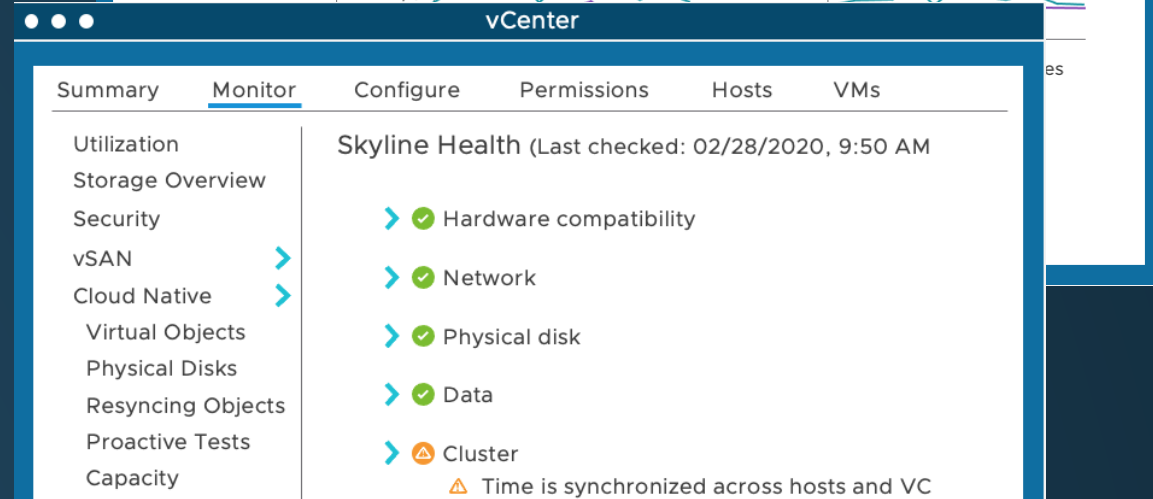 vCenter
es
Summary Monitor Configure Permissions Hosts VMs
Utilization
Storage Overview
Security
vSAN
Cloud Native
Virtual Objects
Physical Disks
Resyncing Objects
Proactive Tests
Capacity
Skyline Health (Last checked: 02/28/2020, 9:50 AM
Hardware compatibility
Network
Physical disk
Data
Cluster
Time is synchronized across hosts and VC